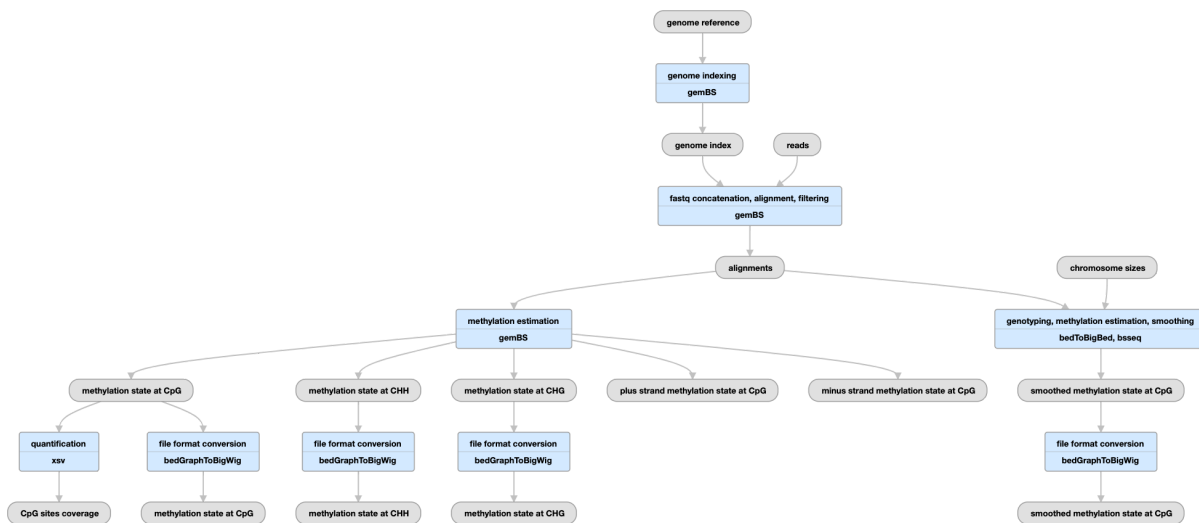 genome reference
genome indexing
gemBS
genome index
reads
fastq concatenation, alignment, filtering
gemBS
alignments
chromosome sizes
methylation estimation
gemBS
genotyping, methylation estimation, smoothing
bedToBigBed, bsseq
methylation state at CpG
methylation state at CHH
methylation state at CHG
plus strand methylation state at CpG
minus strand methylation state at CpG
smoothed methylation state at CpG
quantification
xsv
file format conversion
bedGraphToBigWig
file format conversion
bedGraphToBigWig
file format conversion
bedGraphToBigWig
file format conversion
bedGraphToBigWig
CpG sites coverage
methylation state at CpG
methylation state at CHH
methylation state at CHG
smoothed methylation state at CpG